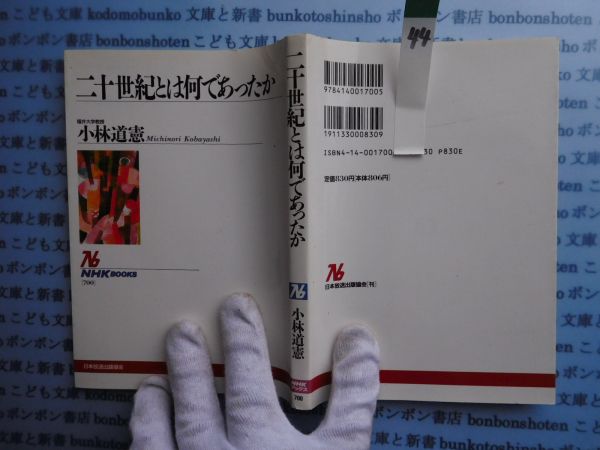 二十世紀とは何であったか
福井大学教授
小林道憲
Michinori Kobayashi
NHK BOOKS
[700]
日本放送出版協会
二十世紀とは何であったか
小林道憲
NHK
ブックス
700
44
9784140017005
1911330008309
ISBN4-14-00170
30 P830E
定価830円[本体806円]
日本放送出版協会[刊]
こども文庫 kodomobunko 文庫と新書 bunkotoshinsho ボンボン書店 bonbonshoten